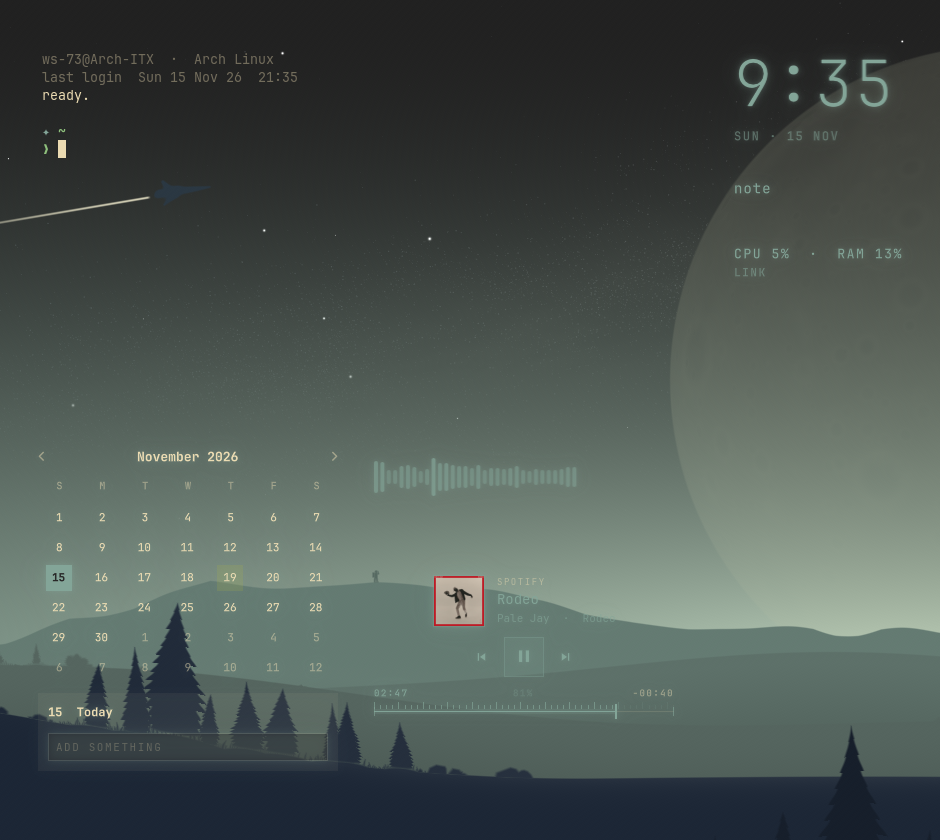 ws-73@Arch-ITX · Arch Linux
last login Sun 15 Nov 26 21:35
ready.
~
9:35
SUN · 15 NOV
note
CPU 5% · RAM 13%
LINK
November 2026
S M T W T F S
1 2 3 4 5 6 7
8 9 10 11 12 13 14
15 16 17 18 19 20 21
22 23 24 25 26 27 28
29 30 1 2 3 4 5
6 7 8 9 10 11 12
15 Today
ADD SOMETHING
SPOTIFY
Rodeo
Pale Jay · Rodeo
02:47 81% -00:40